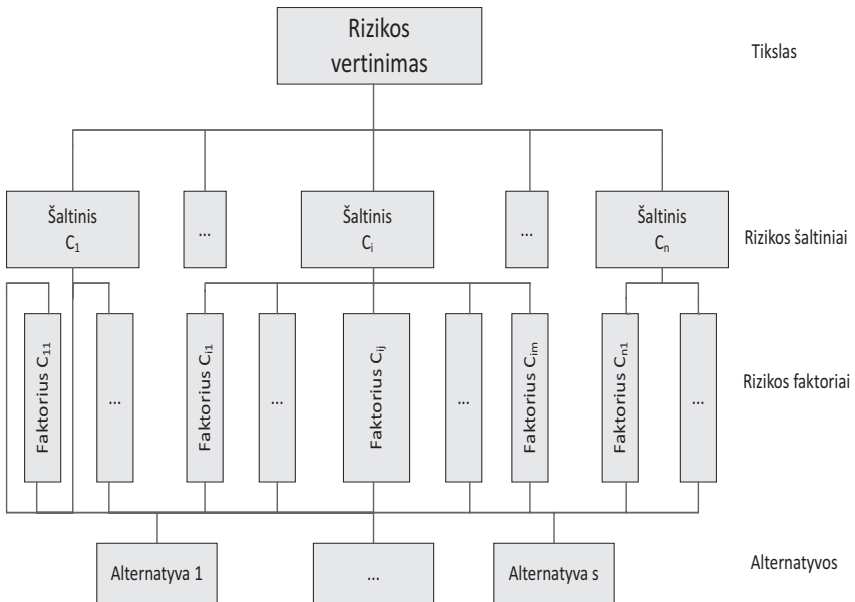 Rizikos
vertinimas
Tikslas
Šaltinis
C₁
...
Šaltinis
Cᵢ
...
Šaltinis
Cₙ
Rizikos šaltiniai
Faktorius C₁₁
...
Faktorius Cᵢ₁
...
Faktorius Cᵢⱼ
...
Faktorius Cᵢₘ
Faktorius Cₙ₁
...
Rizikos faktoriai
Alternatyva 1
...
Alternatyva s
Alternatyvos